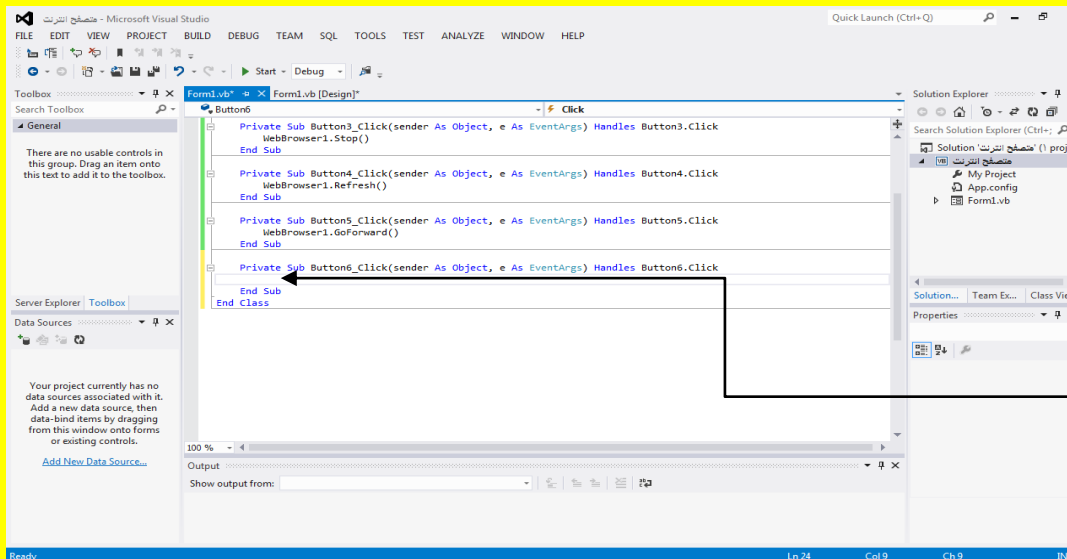 متصفح انترنت - Microsoft Visual Studio
Quick Launch (Ctrl+Q)
FILE EDIT VIEW PROJECT BUILD DEBUG TEAM SQL TOOLS TEST ANALYZE WINDOW HELP
Start Debug
Toolbox
Search Toolbox
General
There are no usable controls in
this group. Drag an item onto
this text to add it to the toolbox.
Server Explorer Toolbox
Data Sources
Your project currently has no
data sources associated with it.
Add a new data source, then
data-bind items by dragging
from this window onto forms
or existing controls.
Add New Data Source...
Form1.vb* Form1.vb [Design]*
Button6 Click
Private Sub Button3_Click(sender As Object, e As EventArgs) Handles Button3.Click
WebBrowser1.Stop()
End Sub
Private Sub Button4_Click(sender As Object, e As EventArgs) Handles Button4.Click
WebBrowser1.Refresh()
End Sub
Private Sub Button5_Click(sender As Object, e As EventArgs) Handles Button5.Click
WebBrowser1.GoForward()
End Sub
Private Sub Button6_Click(sender As Object, e As EventArgs) Handles Button6.Click
End Sub
End Class
100 %
Output
Show output from:
Solution Explorer
Search Solution Explorer (Ctrl+;
Solution 'متصفح انترنت' (١ proj
متصفح انترنت
My Project
App.config
Form1.vb
Solution... Team Ex... Class Vie
Properties
Ready Ln 24 Col 9 Ch 9 IN